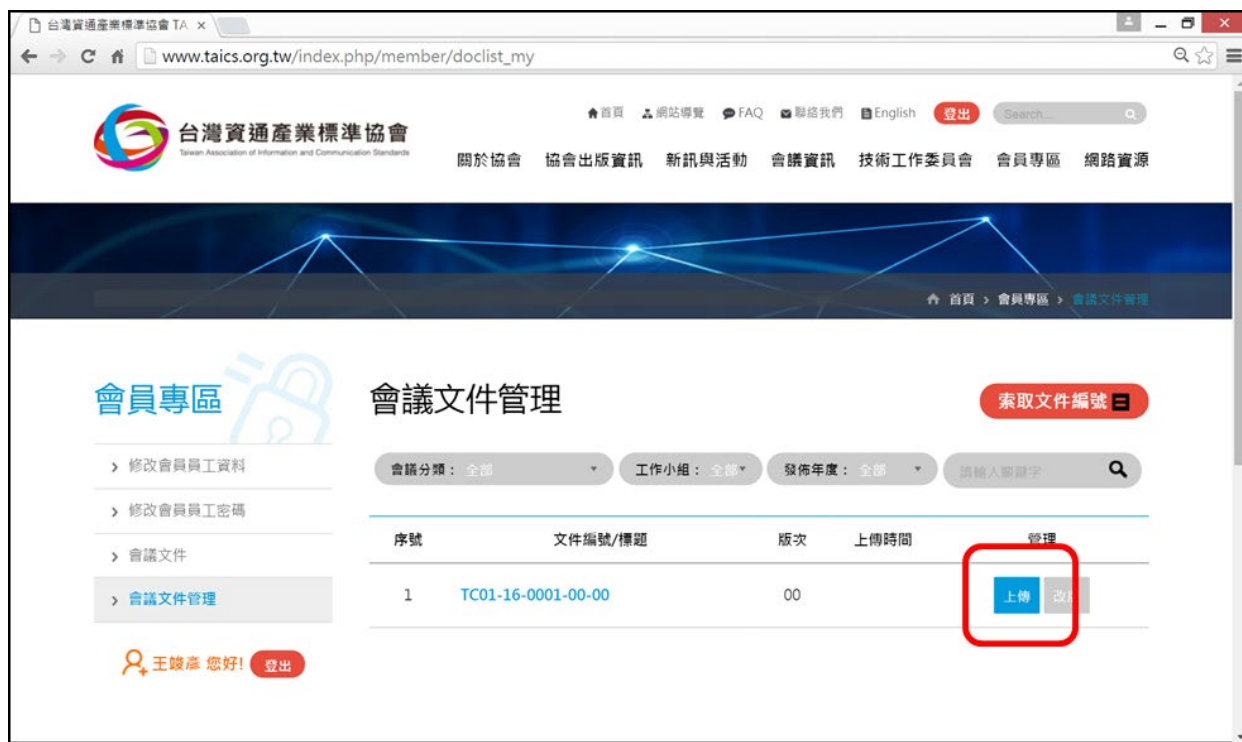 台灣資通產業標準協會 TA
www.taics.org.tw/index.php/member/doclist_my
首頁 網站導覽 FAQ 聯絡我們 English 登出 Search...
台灣資通產業標準協會
Taiwan Association of Information and Communication Standards
關於協會 協會出版資訊 新訊與活動 會議資訊 技術工作委員會 會員專區 網路資源
首頁 > 會員專區 > 會議文件管理
會員專區
會議文件管理
索取文件編號
> 修改會員員工資料
會議分類： 全部 工作小組： 全部 發佈年度： 全部 請輸入關鍵字
> 修改會員員工密碼
序號 文件編號/標題 版次 上傳時間 管理
> 會議文件
> 會議文件管理
1 TC01-16-0001-00-00 00 上傳 改版
王竣彥 您好! 登出